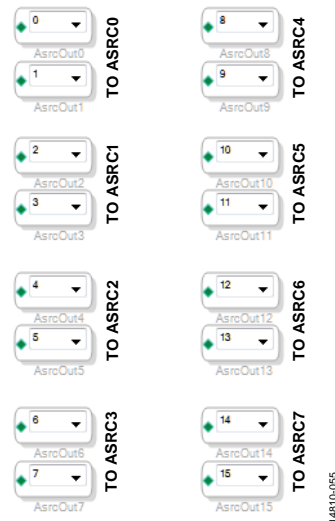 0
AsrcOut0
1
AsrcOut1
TO ASRC0
2
AsrcOut2
3
AsrcOut3
TO ASRC1
4
AsrcOut4
5
AsrcOut5
TO ASRC2
6
AsrcOut6
7
AsrcOut7
TO ASRC3
8
AsrcOut8
9
AsrcOut9
TO ASRC4
10
AsrcOut10
11
AsrcOut11
TO ASRC5
12
AsrcOut12
13
AsrcOut13
TO ASRC6
14
AsrcOut14
15
AsrcOut15
TO ASRC7
14810-055